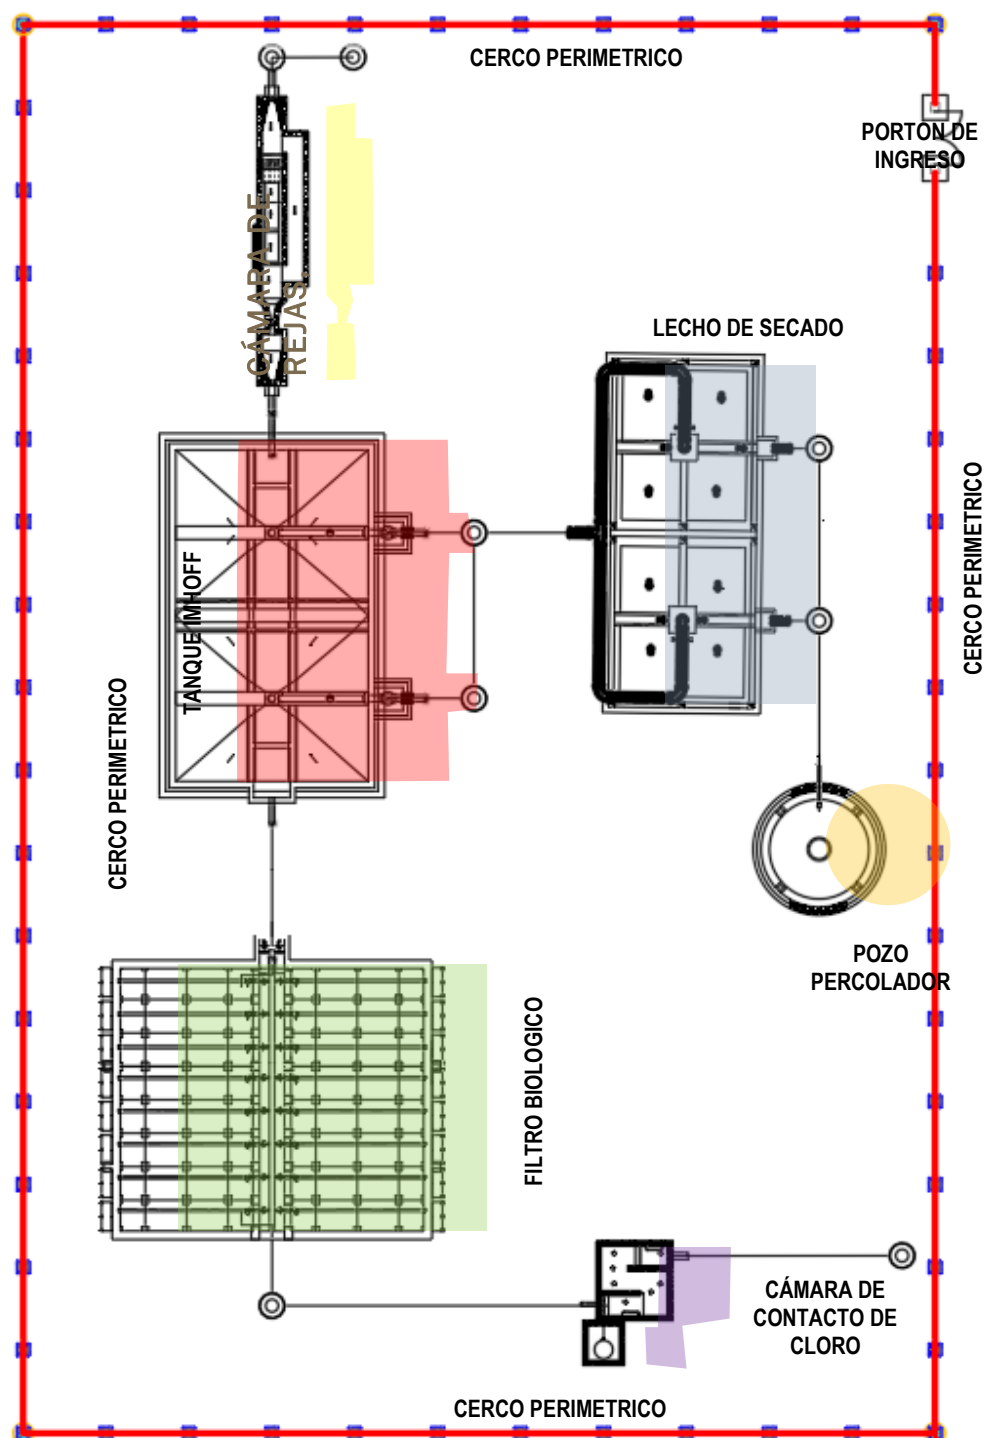 CERCO PERIMETRICO
PORTON DE
INGRESO
CÁMARA DE
REJAS.
LECHO DE SECADO
TANQUE IMHOFF
CERCO PERIMETRICO
CERCO PERIMETRICO
POZO
PERCOLADOR
FILTRO BIOLOGICO
CÁMARA DE
CONTACTO DE
CLORO
CERCO PERIMETRICO